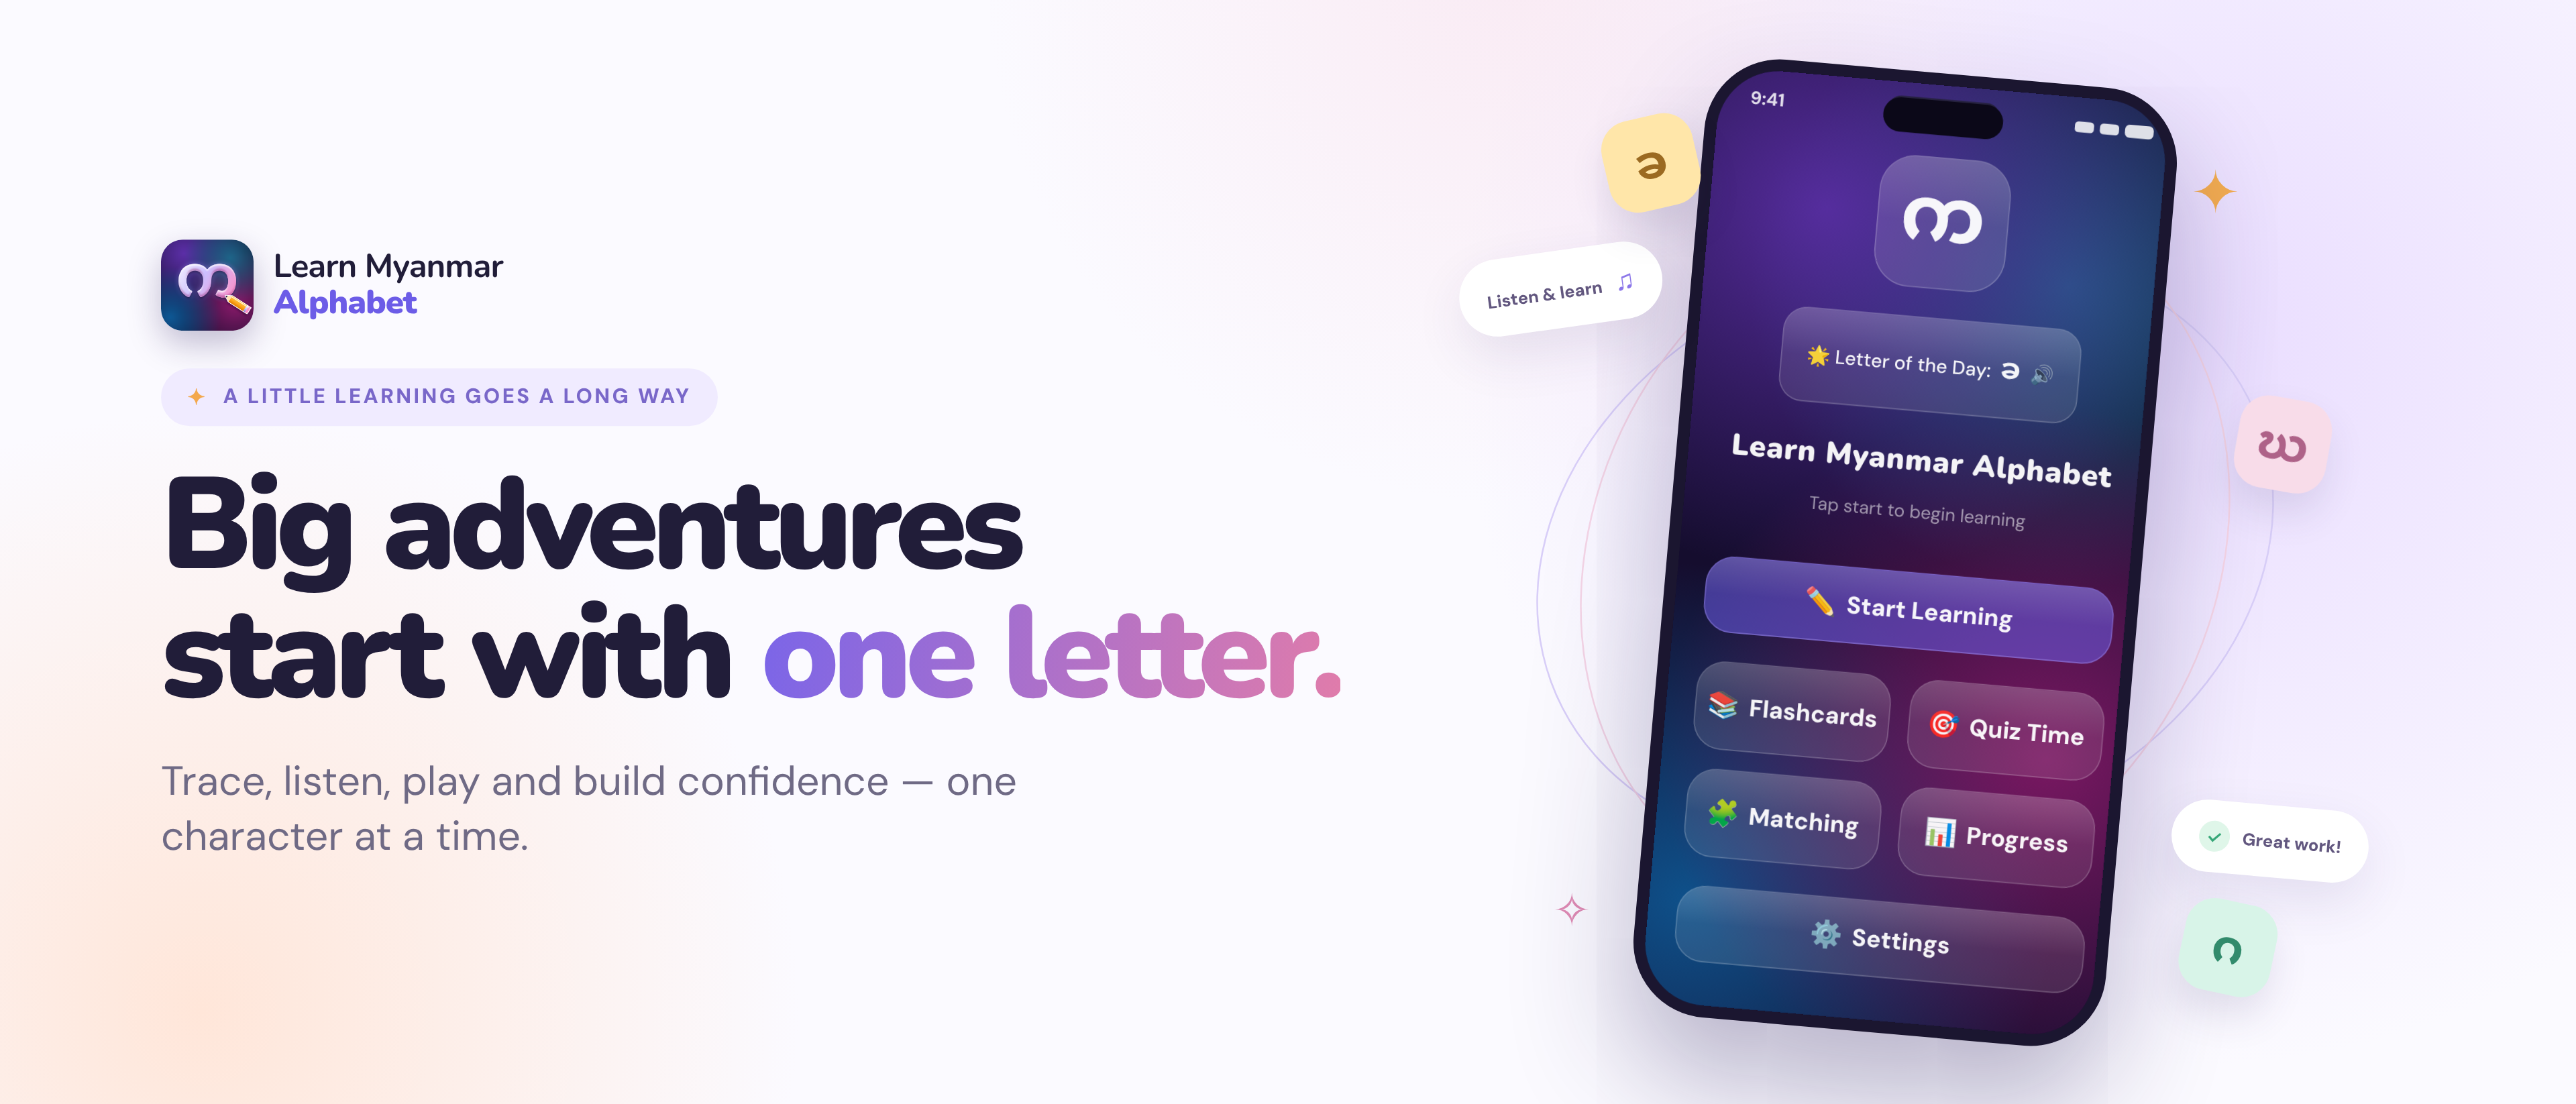 Learn Myanmar
Alphabet
က
✦ A LITTLE LEARNING GOES A LONG WAY
Big adventures
start with one letter.
Trace, listen, play and build confidence — one
character at a time.
ခ
Listen & learn ♫
9:41
က
🌟 Letter of the Day: ခ 🔊
Learn Myanmar Alphabet
Tap start to begin learning
✏️ Start Learning
📚 Flashcards
🎯 Quiz Time
🧩 Matching
📊 Progress
⚙️ Settings
ဃ
Great work!
ဂ